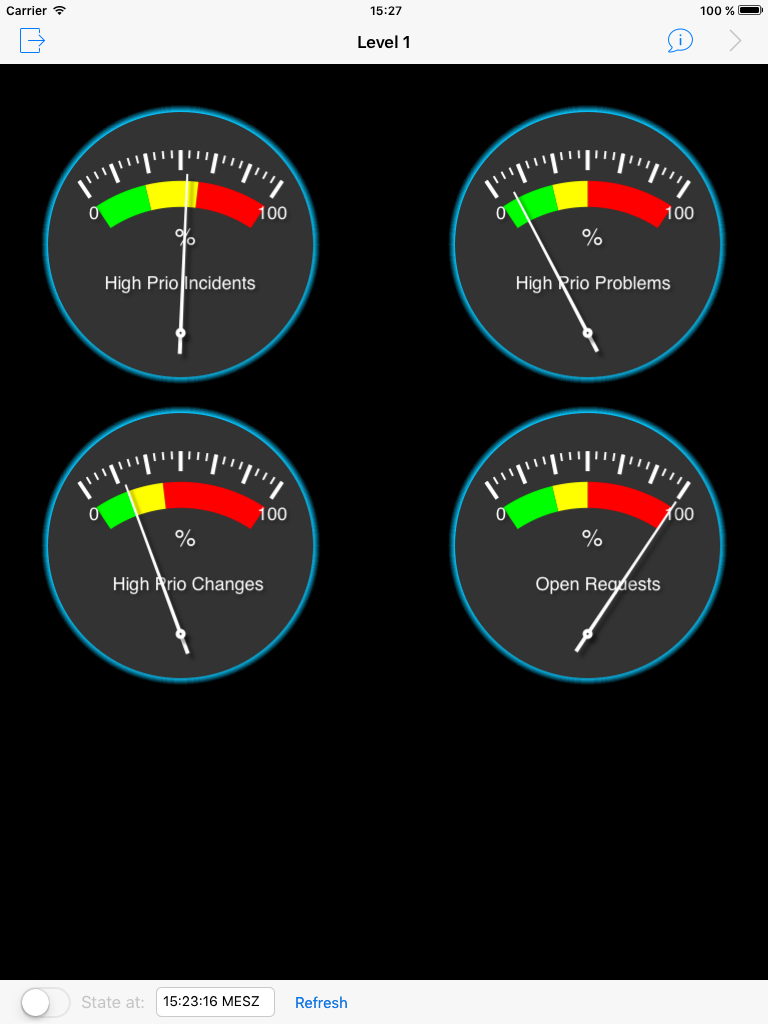 Carrier 15:27 100 %
Level 1
0 100
%
High Prio Incidents
0 100
%
High Prio Problems
0 100
%
High Prio Changes
0 100
%
Open Requests
State at: 15:23:16 MESZ Refresh